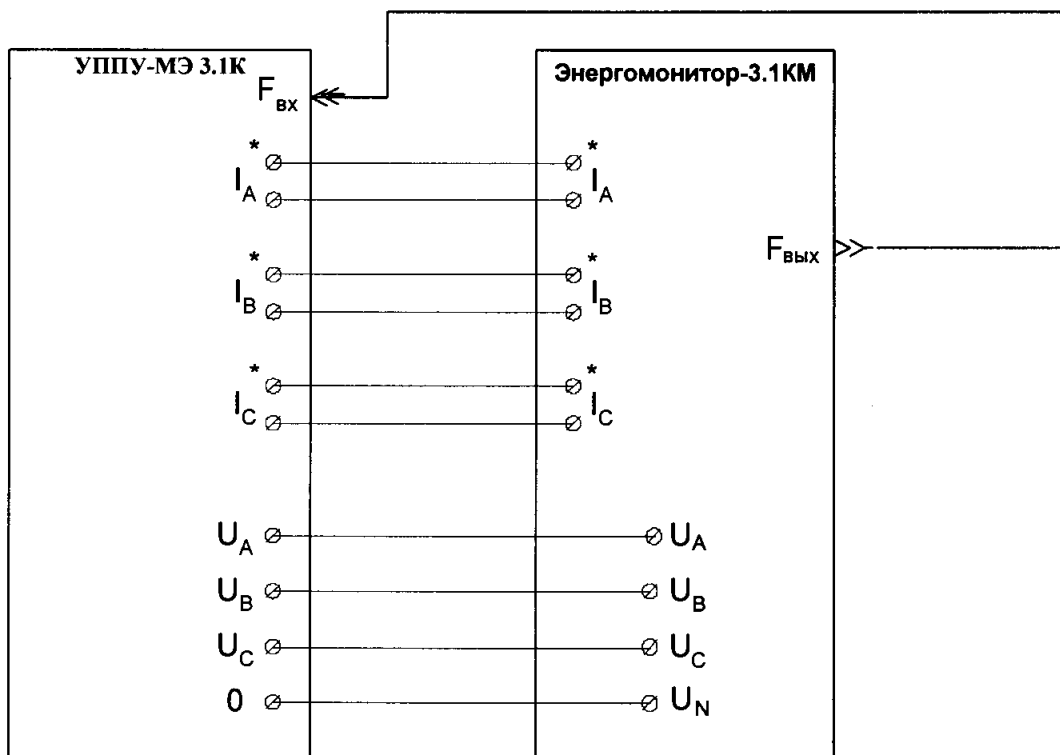 УППУ-МЭ 3.1К
Fвх
*
IA
*
IB
*
IC
UA
UB
UC
0
Энергомонитор-3.1КМ
*
IA
Fвых
*
IB
*
IC
UA
UB
UC
UN